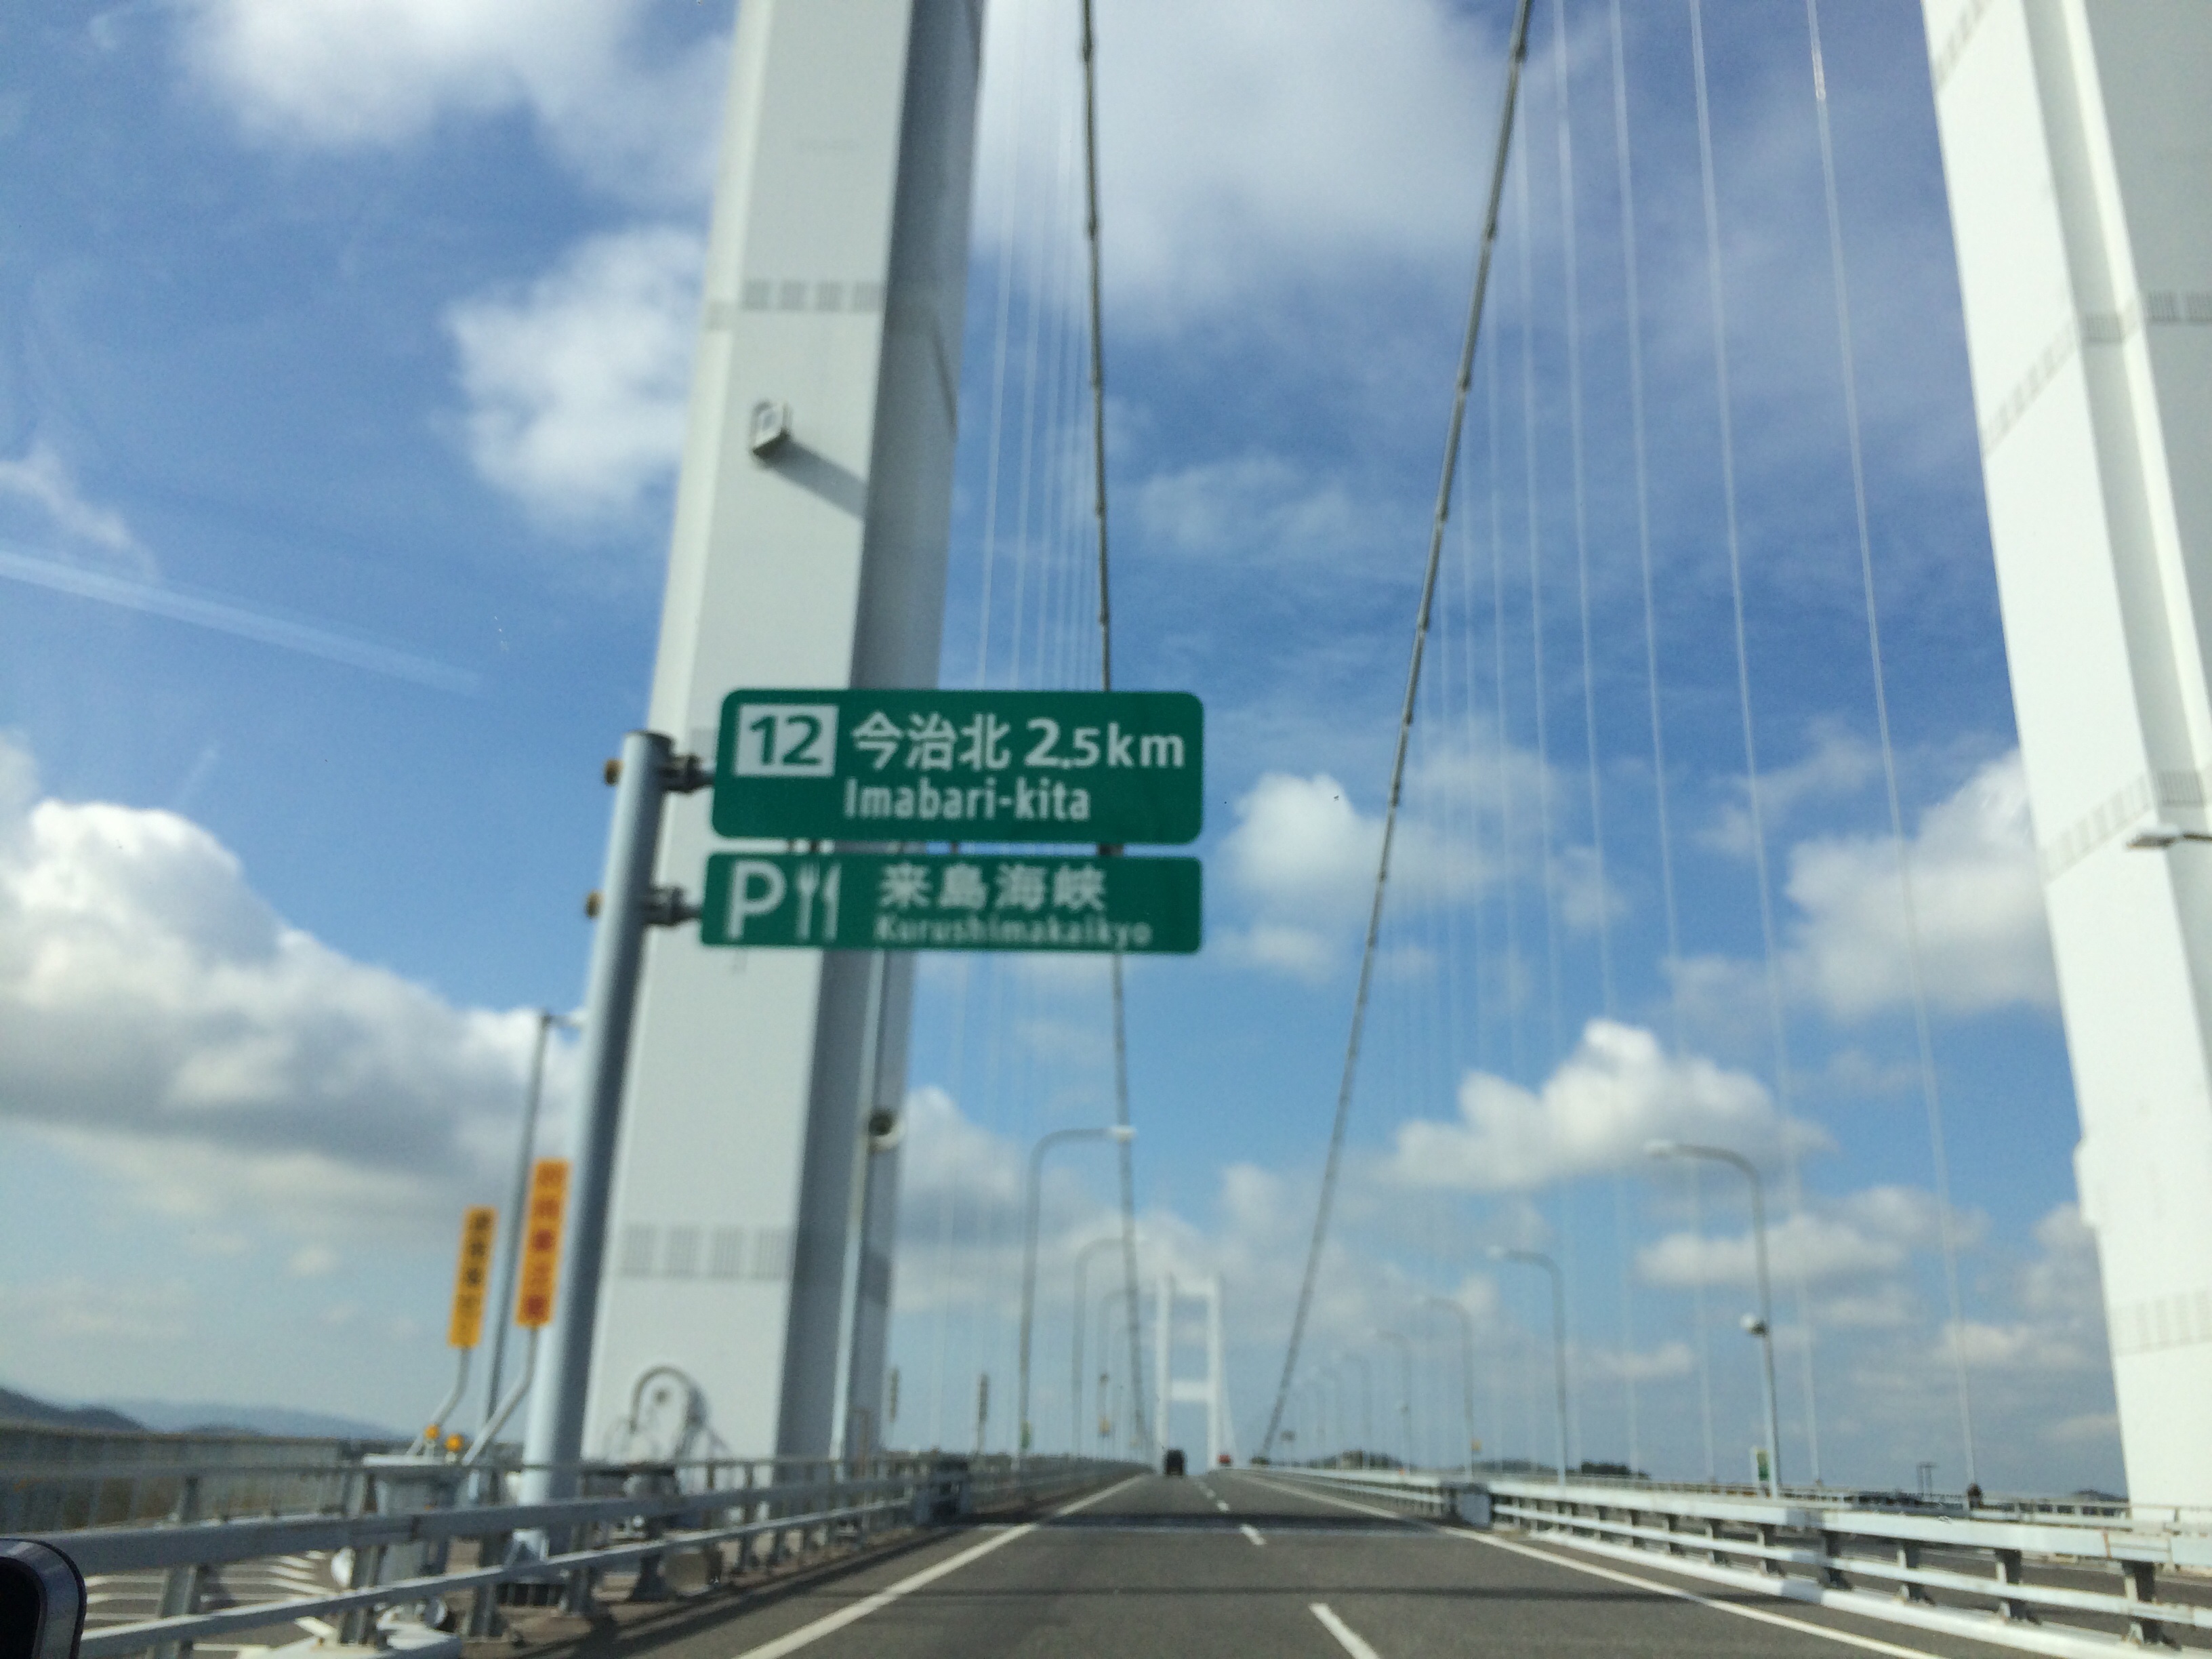 12 今治北 2.5km
Imabari-kita
P 来島海峡
Kurushimakaikyo